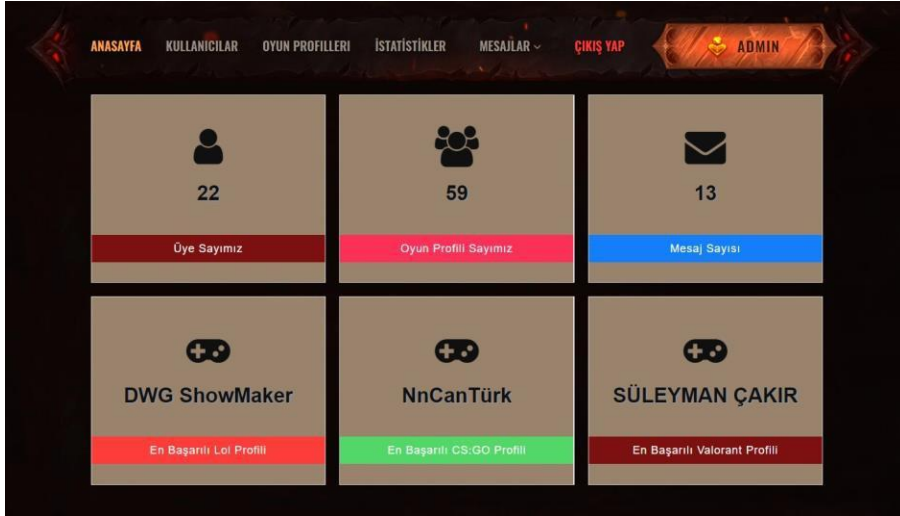 ANASAYFA KULLANICILAR OYUN PROFILLERI İSTATİSTİKLER MESAJLAR ÇIKIŞ YAP ADMIN
22 59 13
Üye Sayımız Oyun Profili Sayımız Mesaj Sayısı
DWG ShowMaker NnCanTürk SÜLEYMAN ÇAKIR
En Başarılı Lol Profili En Başarılı CS:GO Profili En Başarılı Valorant Profili